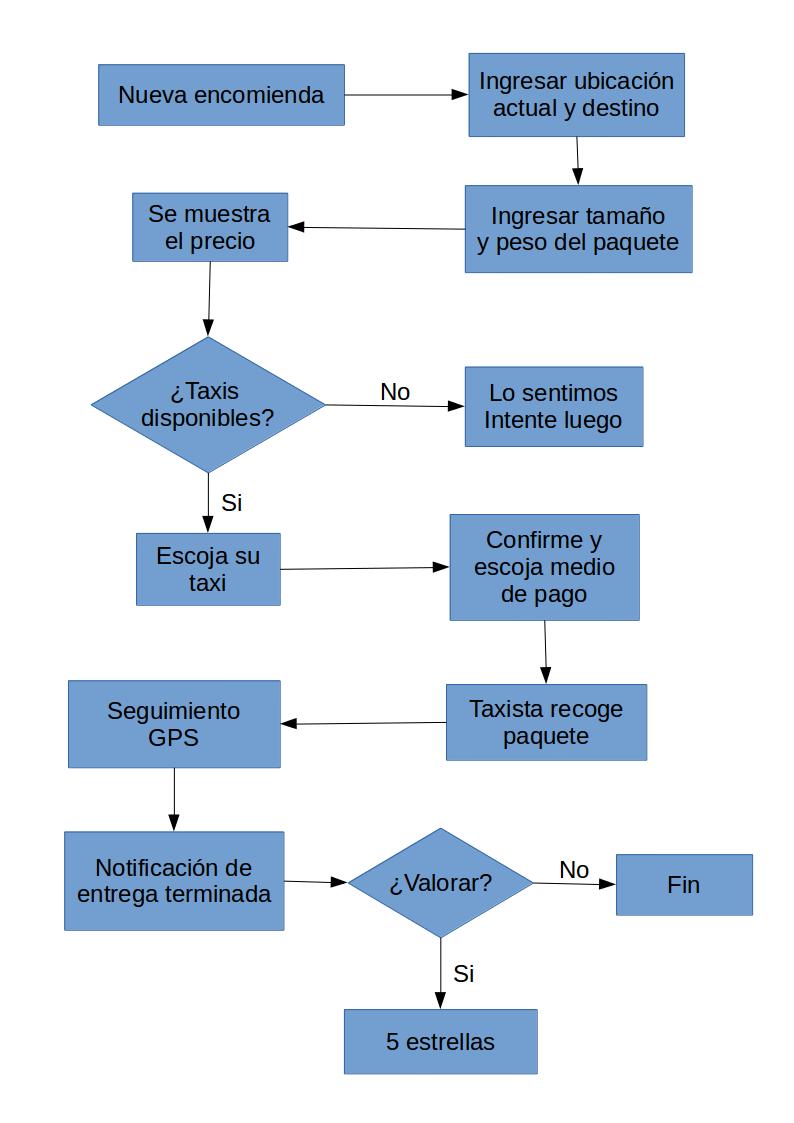 Nueva encomienda
Ingresar ubicación
actual y destino
Se muestra
el precio
Ingresar tamaño
y peso del paquete
¿Taxis
disponibles?
No
Lo sentimos
Intente luego
Si
Escoja su
taxi
Confirme y
escoja medio
de pago
Seguimiento
GPS
Taxista recoge
paquete
Notificación de
entrega terminada
¿Valorar?
No
Fin
Si
5 estrellas